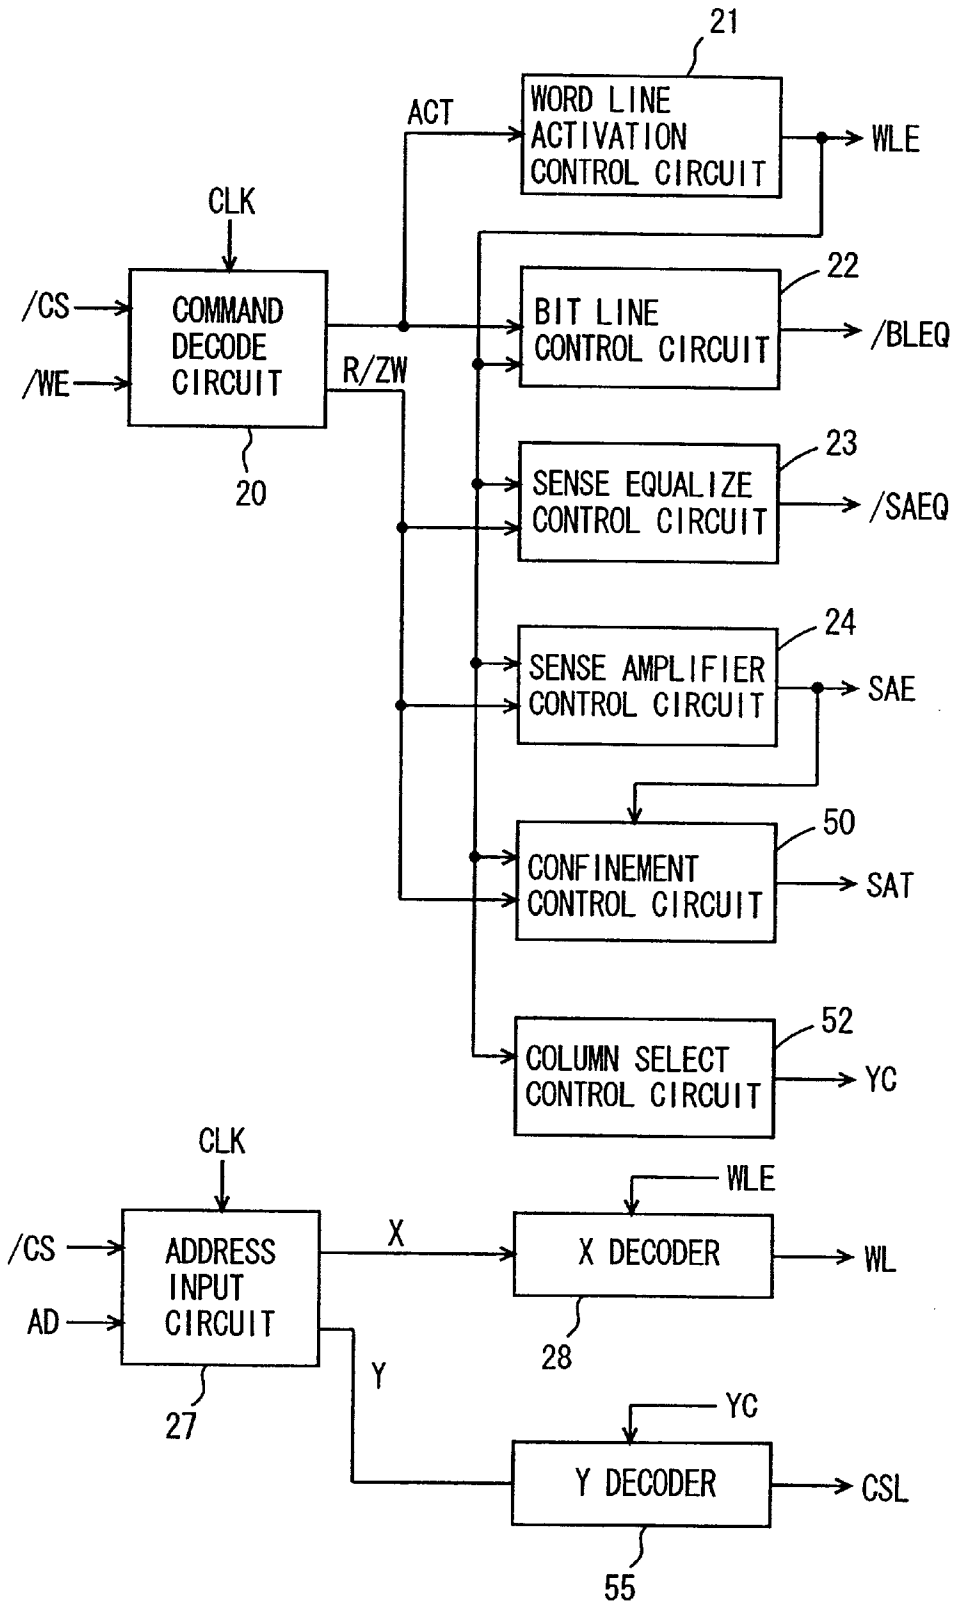 21
WORD LINE
ACTIVATION
CONTROL CIRCUIT
ACT
WLE
CLK
/CS
/WE
COMMAND
DECODE
CIRCUIT
20
R/ZW
22
BIT LINE
CONTROL CIRCUIT
/BLEQ
23
SENSE EQUALIZE
CONTROL CIRCUIT
/SAEQ
24
SENSE AMPLIFIER
CONTROL CIRCUIT
SAE
50
CONFINEMENT
CONTROL CIRCUIT
SAT
52
COLUMN SELECT
CONTROL CIRCUIT
YC
CLK
/CS
AD
ADDRESS
INPUT
CIRCUIT
27
X
WLE
X DECODER
WL
28
Y
YC
Y DECODER
CSL
55